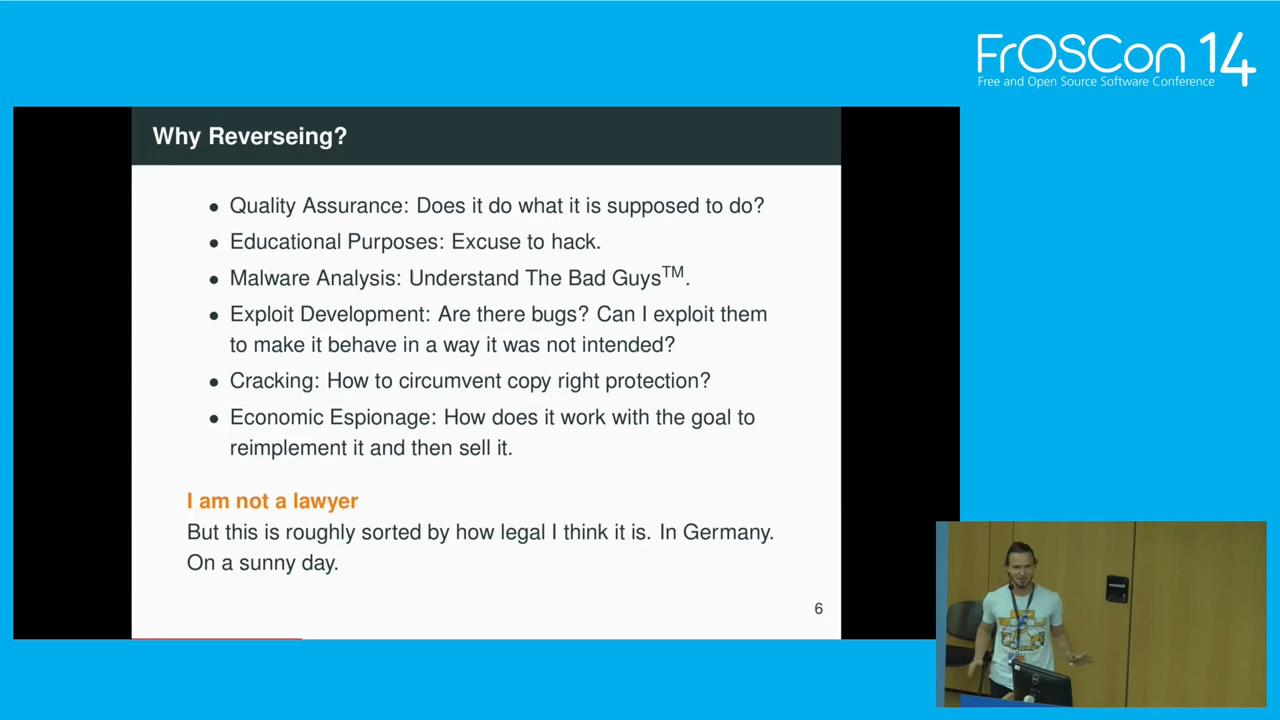 FrOSCon 14
Free and Open Source Software Conference
Why Reverseing?
• Quality Assurance: Does it do what it is supposed to do?
• Educational Purposes: Excuse to hack.
• Malware Analysis: Understand The Bad Guys™.
• Exploit Development: Are there bugs? Can I exploit them
to make it behave in a way it was not intended?
• Cracking: How to circumvent copy right protection?
• Economic Espionage: How does it work with the goal to
reimplement it and then sell it.
I am not a lawyer
But this is roughly sorted by how legal I think it is. In Germany.
On a sunny day.
6